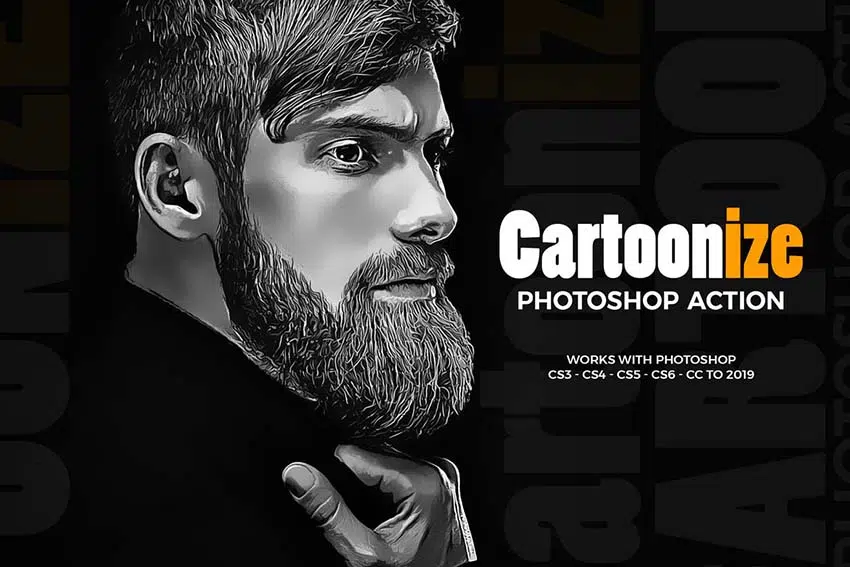 Cartoonize
PHOTOSHOP ACTION
WORKS WITH PHOTOSHOP
CS3 - CS4 - CS5 - CS6 - CC TO 2019